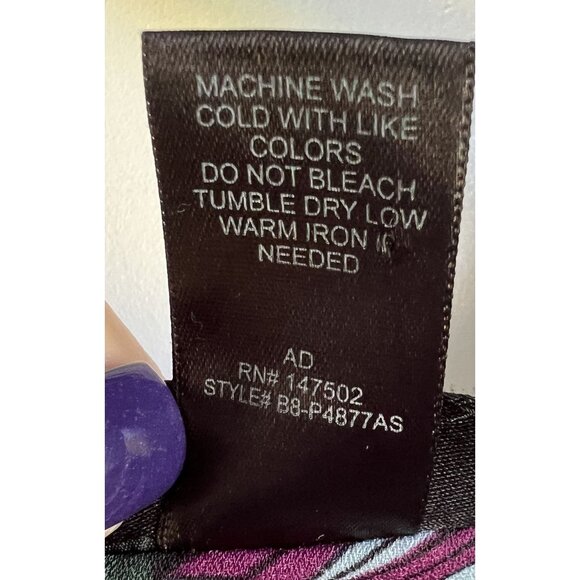 MACHINE WASH
COLD WITH LIKE
COLORS
DO NOT BLEACH
TUMBLE DRY LOW
WARM IRON IF
NEEDED
AD
RN# 147502
STYLE# B8-P4877AS